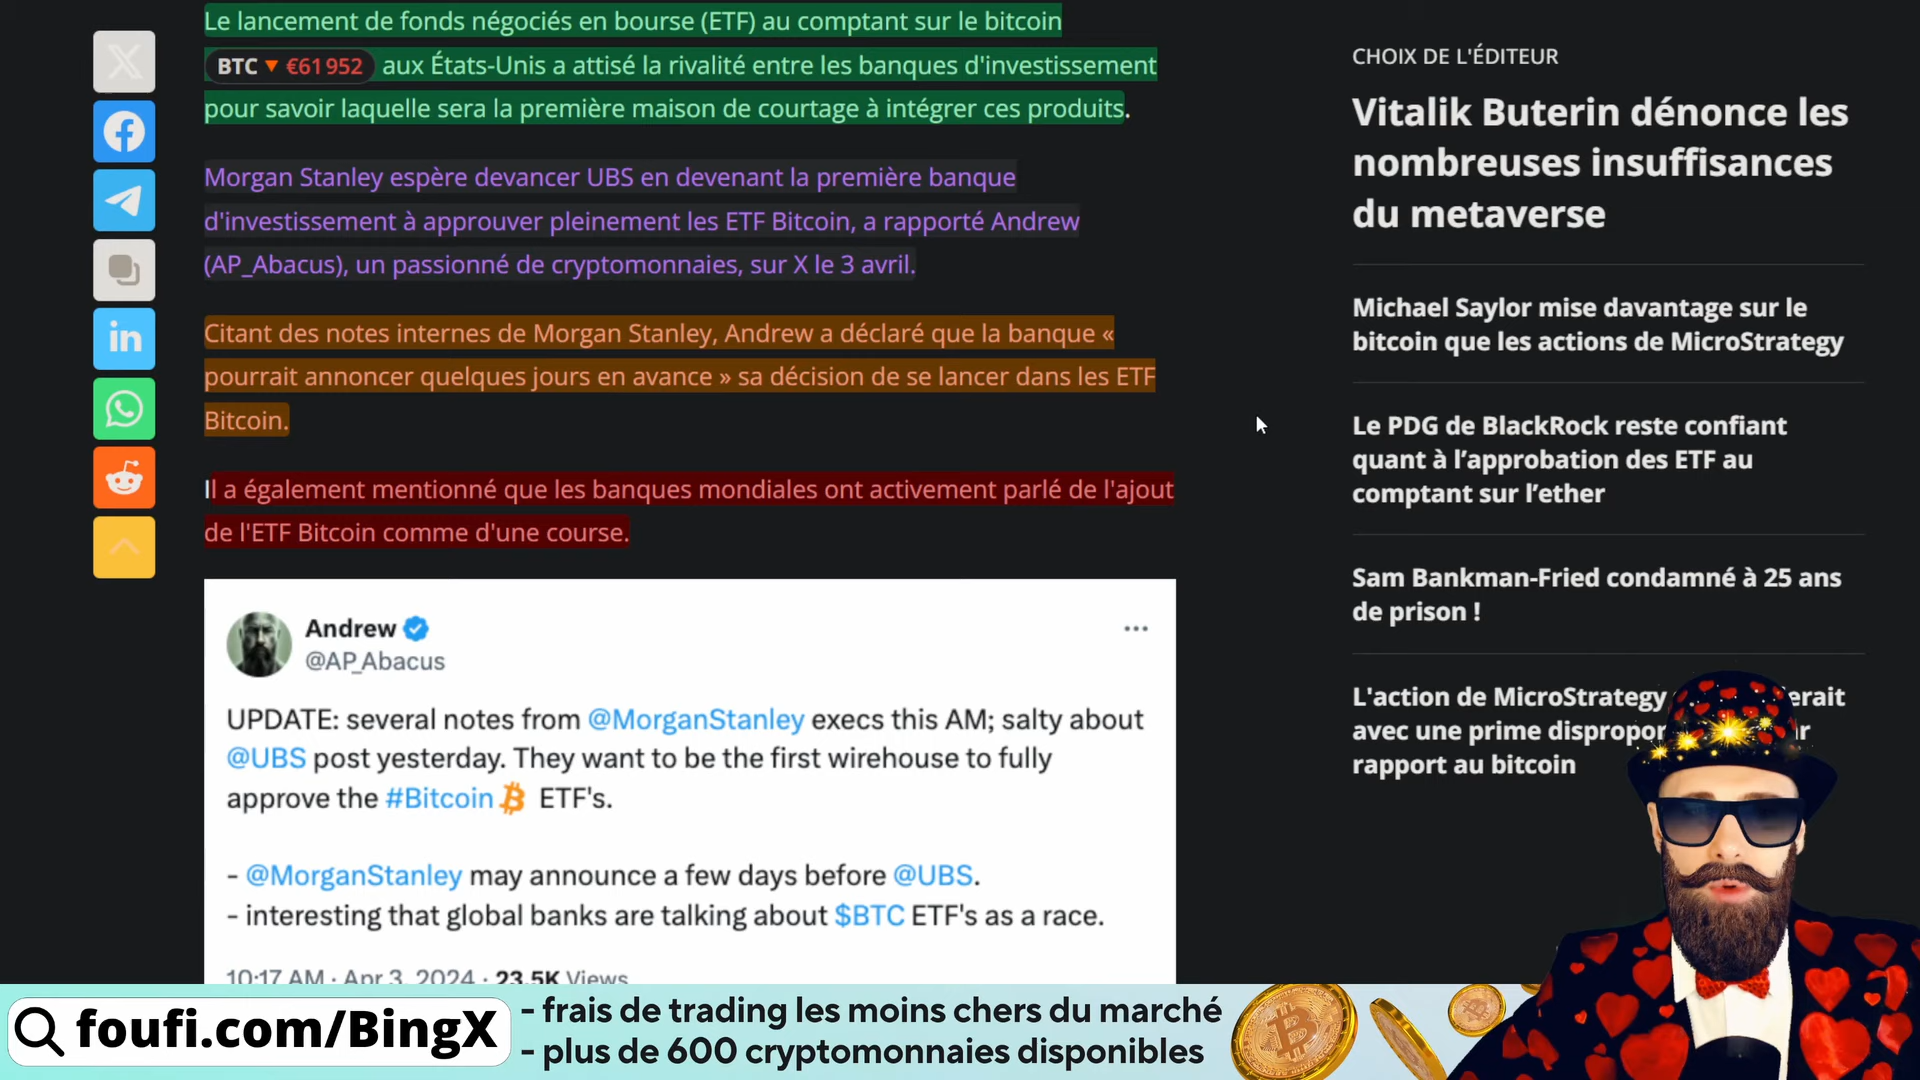 Le lancement de fonds négociés en bourse (ETF) au comptant sur le bitcoin
BTC ▼ €61 952 aux États-Unis a attisé la rivalité entre les banques d'investissement
pour savoir laquelle sera la première maison de courtage à intégrer ces produits.
Morgan Stanley espère devancer UBS en devenant la première banque
d'investissement à approuver pleinement les ETF Bitcoin, a rapporté Andrew
(AP_Abacus), un passionné de cryptomonnaies, sur X le 3 avril.
Citant des notes internes de Morgan Stanley, Andrew a déclaré que la banque «
pourrait annoncer quelques jours en avance » sa décision de se lancer dans les ETF
Bitcoin.
Il a également mentionné que les banques mondiales ont activement parlé de l'ajout
de l'ETF Bitcoin comme d'une course.
Andrew
@AP_Abacus
UPDATE: several notes from @MorganStanley execs this AM; salty about
@UBS post yesterday. They want to be the first wirehouse to fully
approve the #Bitcoin ETF's.
- @MorganStanley may announce a few days before @UBS.
- interesting that global banks are talking about $BTC ETF's as a race.
10:17 AM · Apr 3, 2024 · 23.5K Views
CHOIX DE L'ÉDITEUR
Vitalik Buterin dénonce les
nombreuses insuffisances
du metaverse
Michael Saylor mise davantage sur le
bitcoin que les actions de MicroStrategy
Le PDG de BlackRock reste confiant
quant à l’approbation des ETF au
comptant sur l’ether
Sam Bankman-Fried condamné à 25 ans
de prison !
L'action de MicroStrategy
avec une prime
rapport au bitcoin
foufi.com/BingX
- frais de trading les moins chers du marché
- plus de 600 cryptomonnaies disponibles